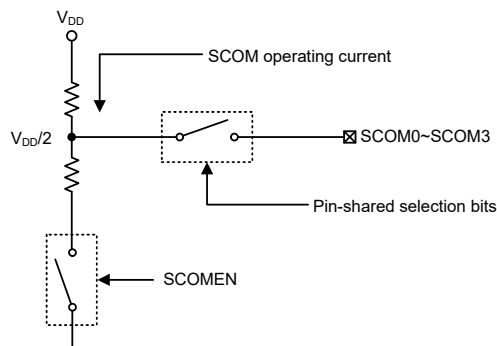 VDD
SCOM operating current
VDD/2
SCOM0~SCOM3
Pin-shared selection bits
SCOMEN